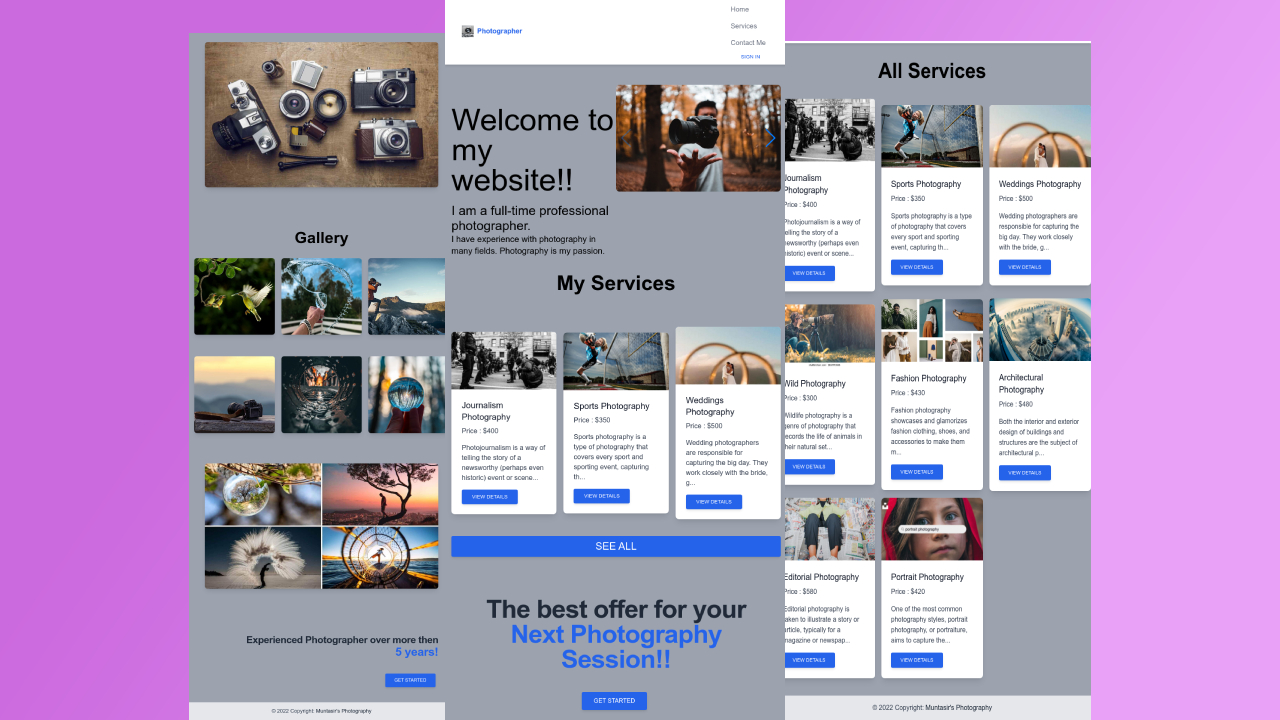 Gallery
Experienced Photographer over more then
5 years!
GET STARTED
© 2022 Copyright: Muntasir's Photography
Photographer
Home
Services
Contact Me
SIGN IN
Welcome to
my
website!!
I am a full-time professional
photographer.
I have experience with photography in
many fields. Photography is my passion.
My Services
Journalism
Photography
Price : $400
Photojournalism is a way of
telling the story of a
newsworthy (perhaps even
historic) event or scene...
VIEW DETAILS
Sports Photography
Price : $350
Sports photography is a
type of photography that
covers every sport and
sporting event, capturing
th...
VIEW DETAILS
Weddings
Photography
Price : $500
Wedding photographers
are responsible for
capturing the big day. They
work closely with the bride,
g...
VIEW DETAILS
SEE ALL
The best offer for your
Next Photography
Session!!
GET STARTED
All Services
Journalism
Photography
Price : $400
Photojournalism is a way of
telling the story of a
newsworthy (perhaps even
historic) event or scene...
VIEW DETAILS
Sports Photography
Price : $350
Sports photography is a type
of photography that covers
every sport and sporting
event, capturing th...
VIEW DETAILS
Weddings Photography
Price : $500
Wedding photographers are
responsible for capturing the
big day. They work closely
with the bride, g...
VIEW DETAILS
Wild Photography
Price : $300
Wildlife photography is a
genre of photography that
records the life of animals in
their natural set...
VIEW DETAILS
Fashion Photography
Price : $430
Fashion photography
showcases and glamorizes
fashion clothing, shoes, and
accessories to make them
m...
VIEW DETAILS
Architectural
Photography
Price : $480
Both the interior and exterior
design of buildings and
structures are the subject of
architectural p...
VIEW DETAILS
Editorial Photography
Price : $580
Editorial photography is
taken to illustrate a story or
article, typically for a
magazine or newspap...
VIEW DETAILS
portrait photography
Portrait Photography
Price : $420
One of the most common
photography styles, portrait
photography, or portraiture,
aims to capture the...
VIEW DETAILS
© 2022 Copyright: Muntasir's Photography